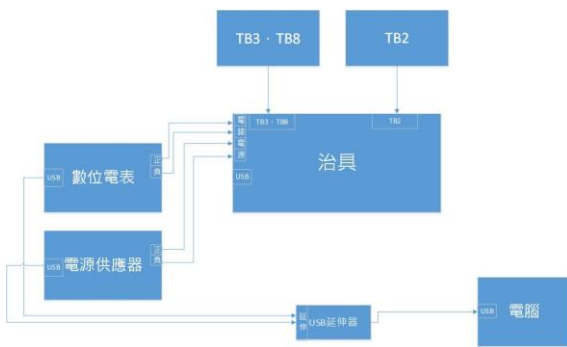 TB3、TB8
TB2
電
錶
電
源
TB3、TB8
TB2
治具
USB
數位電表
正
負
USB
電源供應器
正
負
USB
延
伸
USB延伸器
USB
電腦